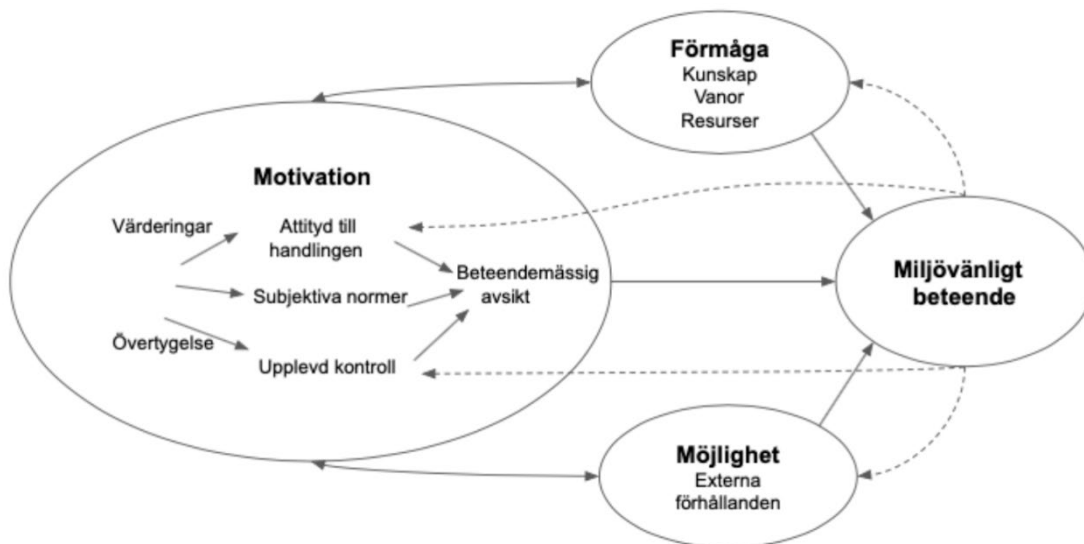 Förmåga
Kunskap
Vanor
Resurser
Motivation
Värderingar
Attityd till
handlingen
Beteendemässig
avsikt
Subjektiva normer
Övertygelse
Upplevd kontroll
Miljövänligt
beteende
Möjlighet
Externa
förhållanden